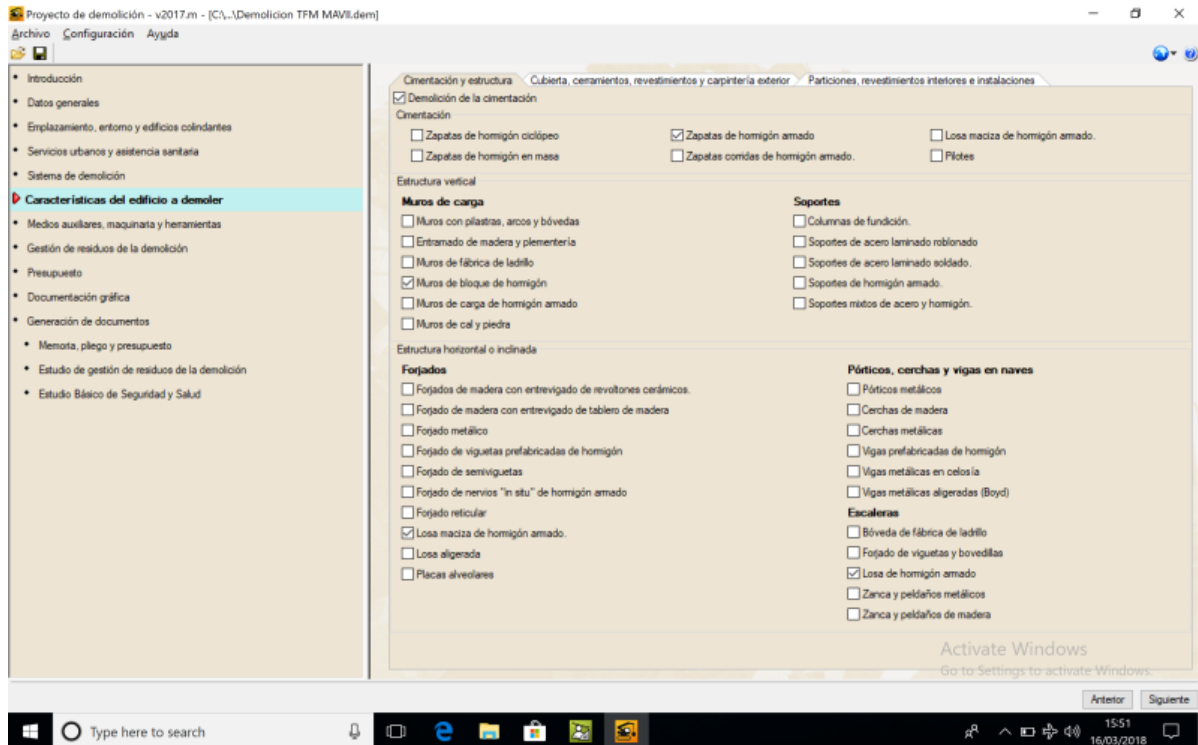 Proyecto de demolición - v2017.m - [C:\...\Demolicion TFM MAVII.dem]
Archivo Configuración Ayuda
Introducción
Datos generales
Emplazamiento, entorno y edificios colindantes
Servicios urbanos y asistencia sanitaria
Sistema de demolición
Características del edificio a demoler
Medios auxiliares, maquinaria y herramientas
Gestión de residuos de la demolición
Presupuesto
Documentación gráfica
Generación de documentos
Memoria, pliego y presupuesto
Estudio de gestión de residuos de la demolición
Estudio Básico de Seguridad y Salud
Cimentación y estructura Cubierta, cerramientos, revestimientos y carpintería exterior Particiones, revestimientos interiores e instalaciones
Demolición de la cimentación
Cimentación
Zapatas de hormigón ciclópeo Zapatas de hormigón armado Losa maciza de hormigón armado.
Zapatas de hormigón en masa Zapatas corridas de hormigón armado. Pilotes
Estructura vertical
Muros de carga
Muros con pilastras, arcos y bóvedas
Entramado de madera y plementería
Muros de fábrica de ladrillo
Muros de bloque de hormigón
Muros de carga de hormigón armado
Muros de cal y piedra
Soportes
Columnas de fundición.
Soportes de acero laminado roblonado
Soportes de acero laminado soldado.
Soportes de hormigón armado.
Soportes mixtos de acero y hormigón.
Estructura horizontal o inclinada
Forjados
Forjados de madera con entrevigado de revoltones cerámicos.
Forjado de madera con entrevigado de tablero de madera
Forjado metálico
Forjado de viguetas prefabricadas de hormigón
Forjado de semiviguetas
Forjado de nervios "in situ" de hormigón armado
Forjado reticular
Losa maciza de hormigón armado.
Losa aligerada
Placas alveolares
Pórticos, cerchas y vigas en naves
Pórticos metálicos
Cerchas de madera
Cerchas metálicas
Vigas prefabricadas de hormigón
Vigas metálicas en celosía
Vigas metálicas aligeradas (Boyd)
Escaleras
Bóveda de fábrica de ladrillo
Forjado de viguetas y bovedillas
Losa de hormigón armado
Zanca y peldaños metálicos
Zanca y peldaños de madera
Activate Windows
Go to Settings to activate Windows.
Anterior Siguiente
Type here to search
15:51
16/03/2018